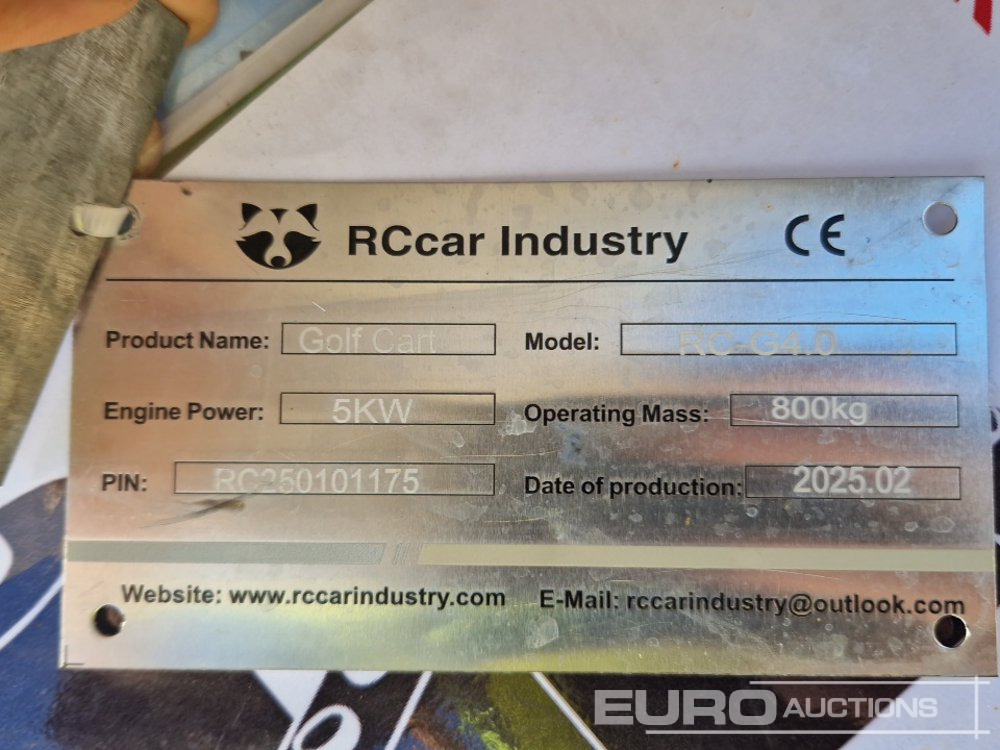 RCcar Industry CE
Product Name: Golf Cart Model: RC-G4.0
Engine Power: 5KW Operating Mass: 800kg
PIN: RC250101175 Date of production: 2025.02
Website: www.rccarindustry.com E-Mail: rccarindustry@outlook.com
EURO AUCTIONS